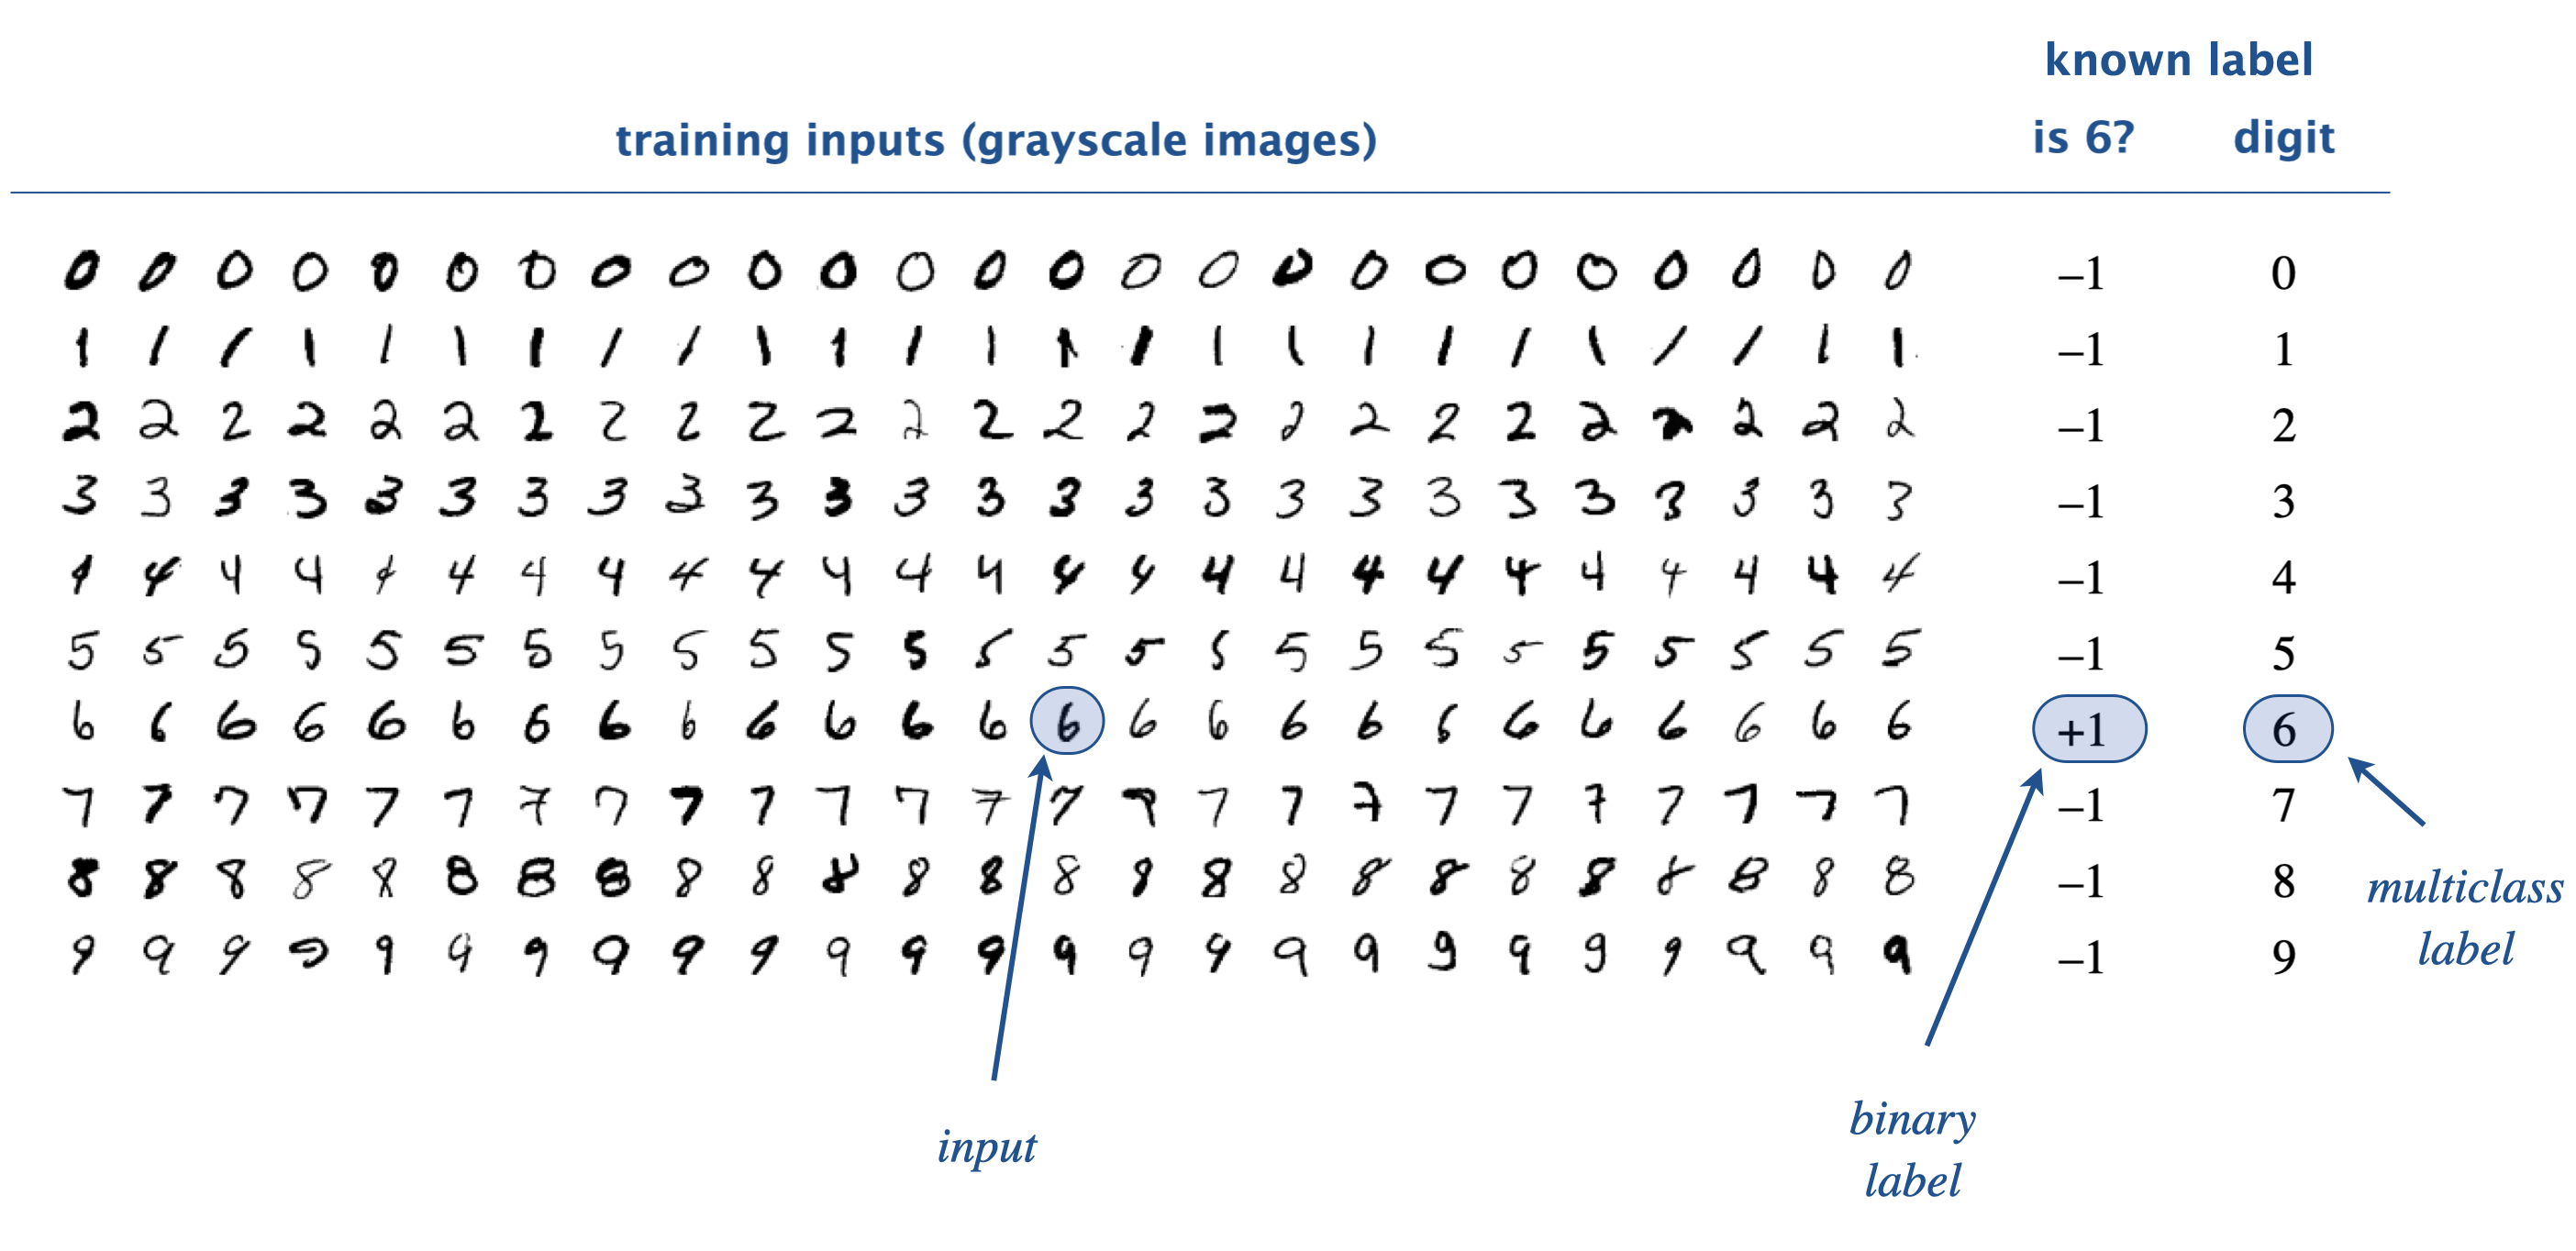 known label
training inputs (grayscale images) is 6? digit
0 0 0 0 0 0 0 0 0 0 0 0 0 0 0 0 0 0 0 0 0 0 0 0 0 –1 0
1 1 1 1 1 1 1 1 1 1 1 1 1 1 1 1 1 1 1 1 1 1 1 1 1 –1 1
2 2 2 2 2 2 2 2 2 2 2 2 2 2 2 2 2 2 2 2 2 2 2 2 2 –1 2
3 3 3 3 3 3 3 3 3 3 3 3 3 3 3 3 3 3 3 3 3 3 3 3 3 –1 3
4 4 4 4 4 4 4 4 4 4 4 4 4 4 4 4 4 4 4 4 4 4 4 4 4 –1 4
5 5 5 5 5 5 5 5 5 5 5 5 5 5 5 5 5 5 5 5 5 5 5 5 5 –1 5
6 6 6 6 6 6 6 6 6 6 6 6 6 6 6 6 6 6 6 6 6 6 6 6 6 +1 6
7 7 7 7 7 7 7 7 7 7 7 7 7 7 7 7 7 7 7 7 7 7 7 7 7 –1 7
8 8 8 8 8 8 8 8 8 8 8 8 8 8 8 8 8 8 8 8 8 8 8 8 8 –1 8
9 9 9 9 9 9 9 9 9 9 9 9 9 9 9 9 9 9 9 9 9 9 9 9 9 –1 9
multiclass
label
input
binary
label